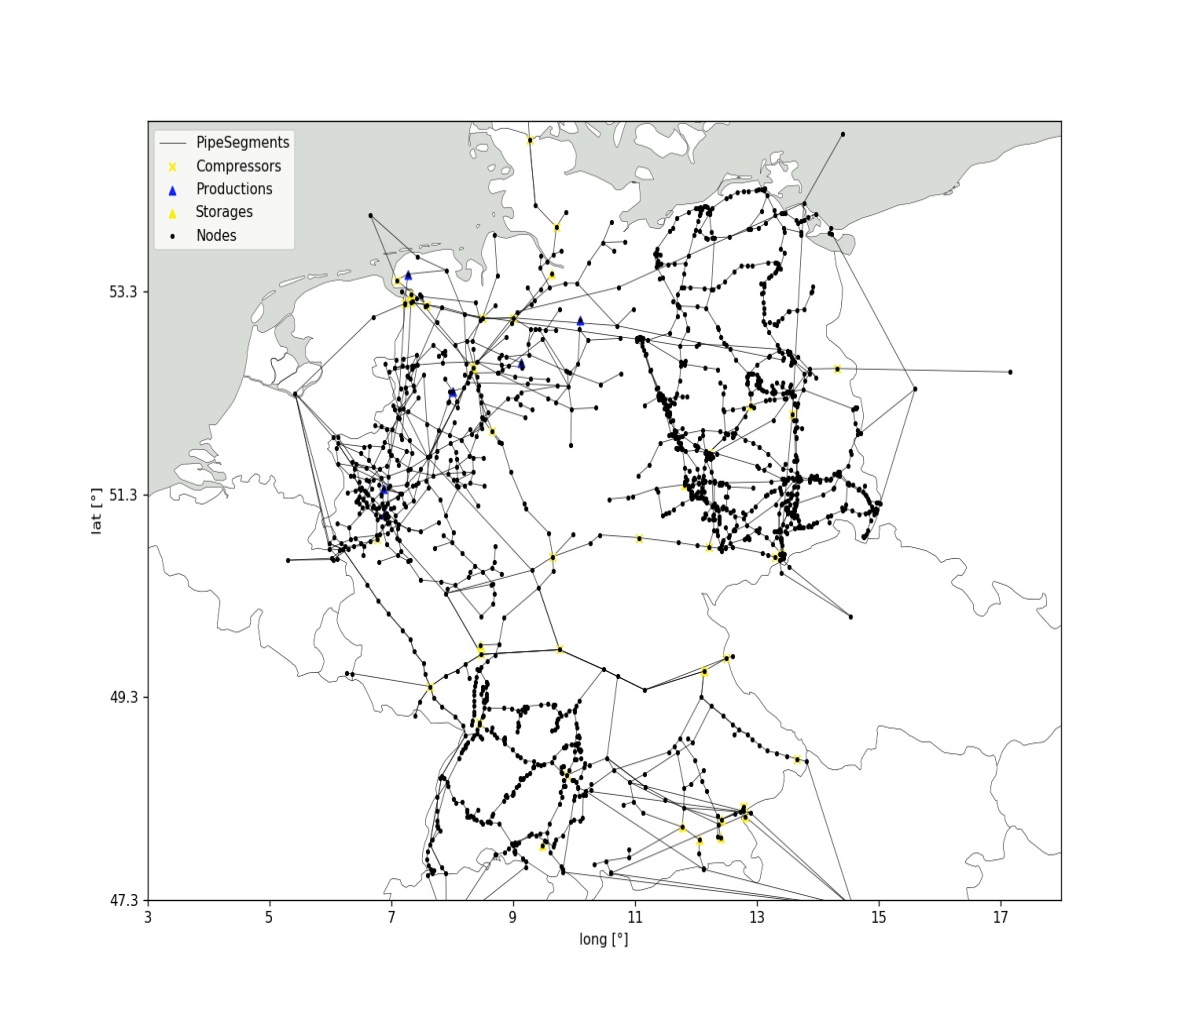 PipeSegments
Compressors
Productions
Storages
Nodes
53.3
51.3
49.3
47.3
lat [°]
3 5 7 9 11 13 15 17
long [°]